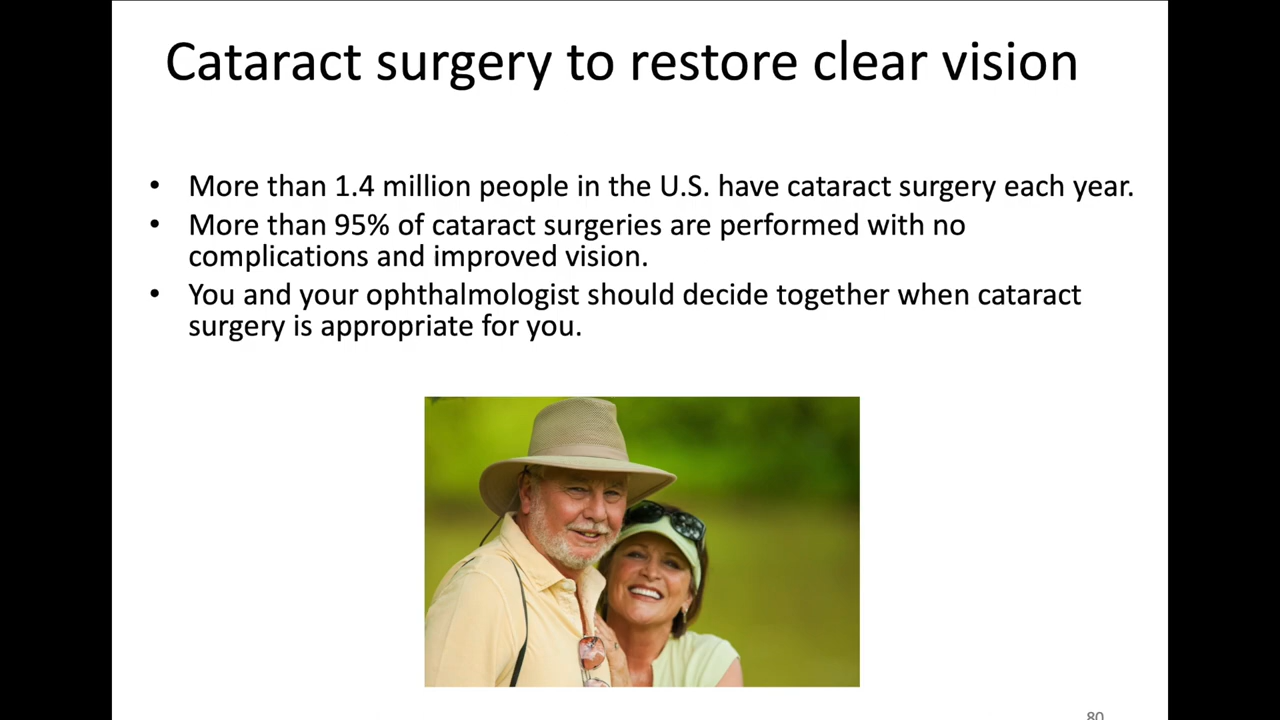 Cataract surgery to restore clear vision
• More than 1.4 million people in the U.S. have cataract surgery each year.
• More than 95% of cataract surgeries are performed with no
complications and improved vision.
• You and your ophthalmologist should decide together when cataract
surgery is appropriate for you.
80